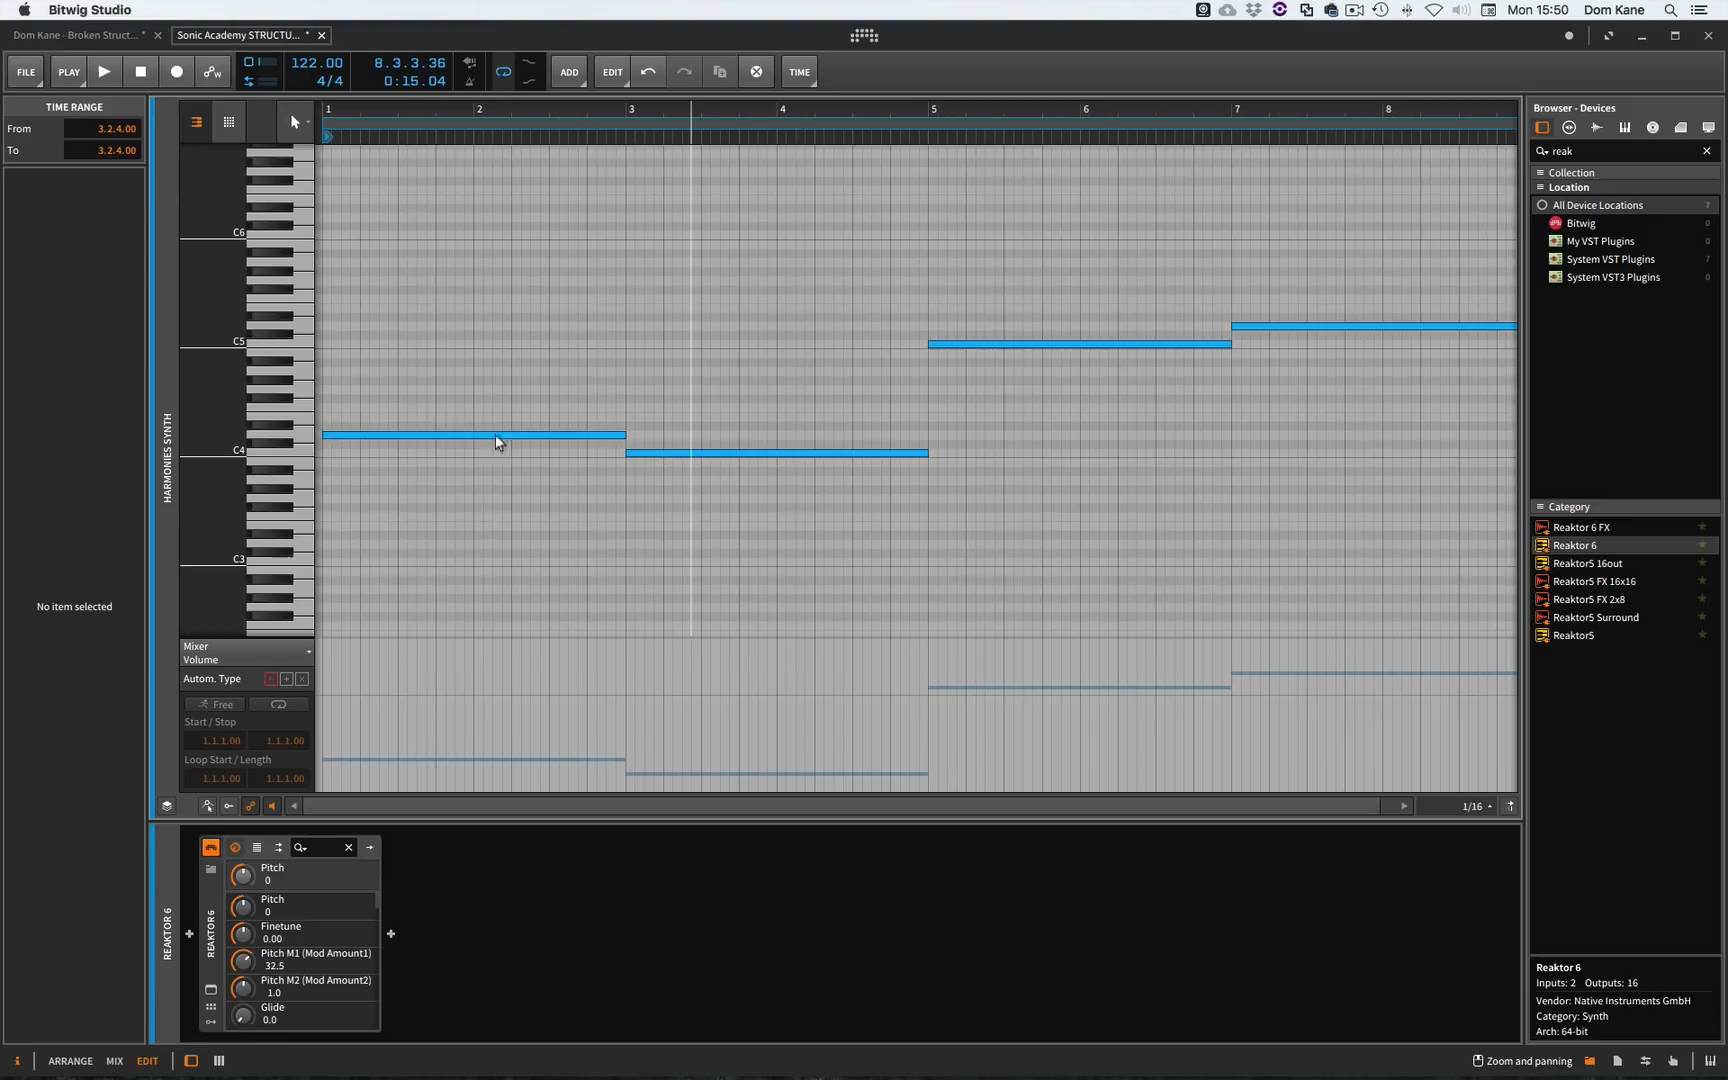 Bitwig Studio
Mon 15:50 Dom Kane
Dom Kane - Broken Struct... *
Sonic Academy STRUCTU... *
FILE PLAY
122.00
4/4
8.3.3.36
0:15.04
ADD EDIT TIME
TIME RANGE
From 3.2.4.00
To 3.2.4.00
No item selected
1 2 3 4 5 6 7 8
C6
C5
C4
C3
HARMONIES SYNTH
Mixer
Volume
Autom. Type
Free
Start / Stop
1.1.1.00 1.1.1.00
Loop Start / Length
1.1.1.00 1.1.1.00
1/16
REAKTOR 6
REAKTOR 6
Pitch
0
Pitch
0
Finetune
0.00
Pitch M1 (Mod Amount1)
32.5
Pitch M2 (Mod Amount2)
1.0
Glide
0.0
Browser - Devices
reak
Collection
Location
All Device Locations 7
Bitwig 0
My VST Plugins 0
System VST Plugins 7
System VST3 Plugins 0
Category
Reaktor 6 FX
Reaktor 6
Reaktor5 16out
Reaktor5 FX 16x16
Reaktor5 FX 2x8
Reaktor5 Surround
Reaktor5
Reaktor 6
Inputs: 2 Outputs: 16
Vendor: Native Instruments GmbH
Category: Synth
Arch: 64-bit
i ARRANGE MIX EDIT
Zoom and panning